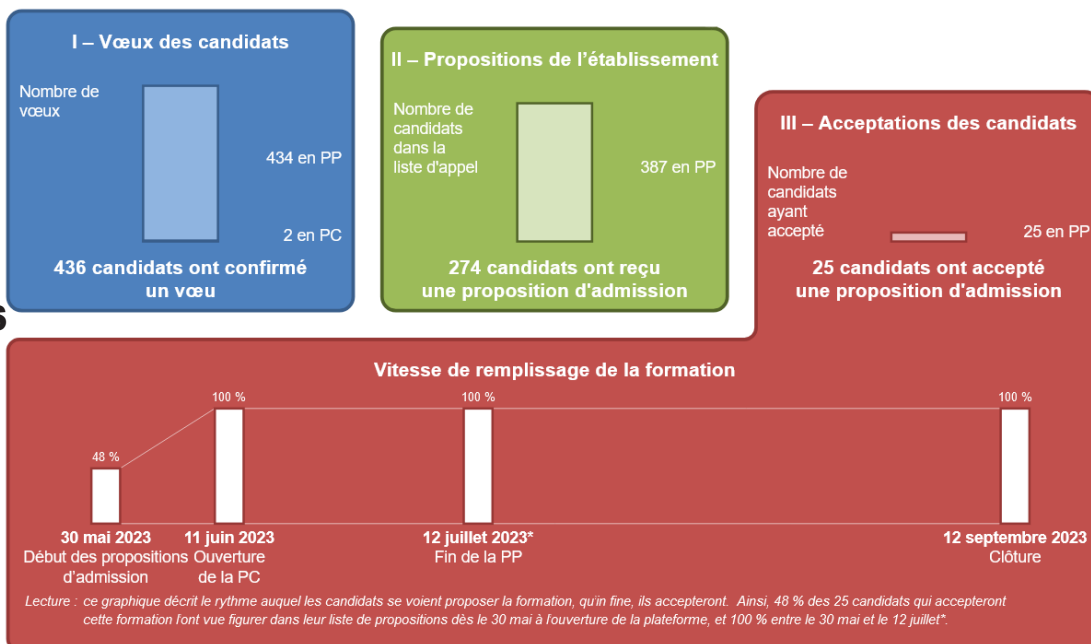 I – Vœux des candidats
Nombre de
vœux
434 en PP
2 en PC
436 candidats ont confirmé
un vœu
II – Propositions de l'établissement
Nombre de
candidats
dans la
liste d'appel
387 en PP
274 candidats ont reçu
une proposition d'admission
III – Acceptations des candidats
Nombre de
candidats
ayant
accepté
25 en PP
25 candidats ont accepté
une proposition d'admission
s
Vitesse de remplissage de la formation
48 %
100 %
100 %
100 %
30 mai 2023
Début des propositions
d'admission
11 juin 2023
Ouverture
de la PC
12 juillet 2023*
Fin de la PP
12 septembre 2023
Clôture
Lecture : ce graphique décrit le rythme auquel les candidats se voient proposer la formation, qu'in fine, ils accepteront. Ainsi, 48 % des 25 candidats qui accepteront
cette formation l'ont vue figurer dans leur liste de propositions dès le 30 mai à l'ouverture de la plateforme, et 100 % entre le 30 mai et le 12 juillet*.